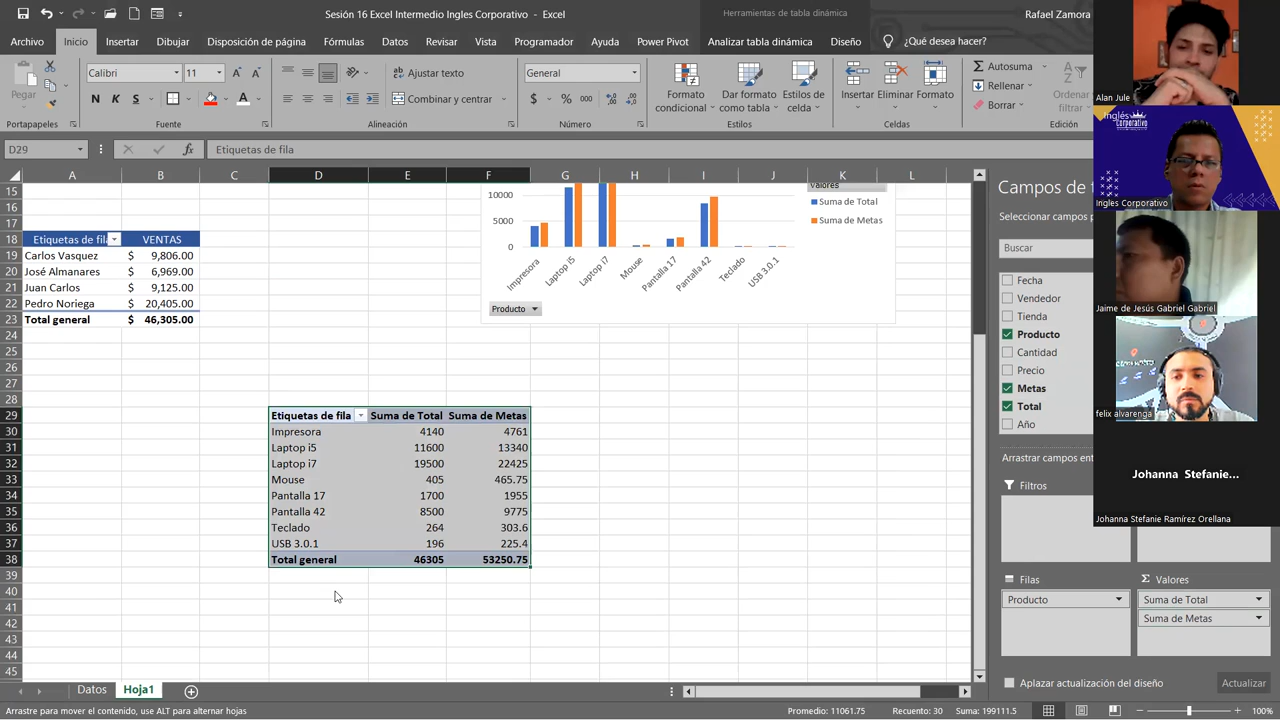 Sesión 16 Excel Intermedio Ingles Corporativo - Excel
Herramientas de tabla dinámica
Rafael Zamora
Archivo Inicio Insertar Dibujar Disposición de página Fórmulas Datos Revisar Vista Programador Ayuda Power Pivot Analizar tabla dinámica Diseño ¿Qué desea hacer?
Pegar
Calibri 11
N K S
Ajustar texto
Combinar y centrar
General
$ % 000
Formato condicional
Dar formato como tabla
Estilos de celda
Insertar Eliminar Formato
Autosuma
Rellenar
Borrar
Ordenar
filtrar
Portapapeles Fuente Alineación Número Estilos Celdas Edición
D29 fx Etiquetas de fila
A B C D E F G H I J K L
15
16
17
18 Etiquetas de fila VENTAS
19 Carlos Vasquez $ 9,806.00
20 José Almanares $ 6,969.00
21 Juan Carlos $ 9,125.00
22 Pedro Noriega $ 20,405.00
23 Total general $ 46,305.00
24
25
26
27
28
29 Etiquetas de fila Suma de Total Suma de Metas
30 Impresora 4140 4761
31 Laptop i5 11600 13340
32 Laptop i7 19500 22425
33 Mouse 405 465.75
34 Pantalla 17 1700 1955
35 Pantalla 42 8500 9775
36 Teclado 264 303.6
37 USB 3.0.1 196 225.4
38 Total general 46305 53250.75
39
40
41
42
43
44
45
10000
5000
0
Impresora Laptop i5 Laptop i7 Mouse Pantalla 17 Pantalla 42 Teclado USB 3.0.1
Valores
Suma de Total
Suma de Metas
Producto
Campos de t
Seleccionar campos p
Buscar
Fecha
Vendedor
Tienda
Producto
Cantidad
Precio
Metas
Total
Año
Arrastrar campos ent
Filtros
Filas
Producto
Σ Valores
Suma de Total
Suma de Metas
Aplazar actualización del diseño Actualizar
Alan Jule
Inglés
Corporativo
Ingles Corporativo
Jaime de Jesús Gabriel Gabriel
felix alvarenga
Johanna Stefanie...
Johanna Stefanie Ramírez Orellana
Datos Hoja1
Arrastre para mover el contenido, use ALT para alternar hojas
Promedio: 11061.75 Recuento: 30 Suma: 199111.5 100%